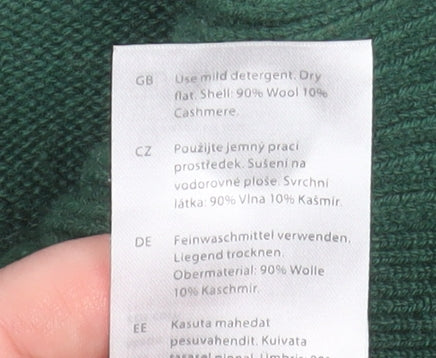 GB Use mild detergent. Dry
flat. Shell: 90% Wool 10%
Cashmere.
CZ Použijte jemný prací
prostředek. Sušení na
vodorovné ploše. Svrchní
látka: 90% Vlna 10% Kašmír.
DE Feinwaschmittel verwenden.
Liegend trocknen.
Obermaterial: 90% Wolle
10% Kaschmir.
EE Kasuta mahedat
pesuvahendit. Kuivata